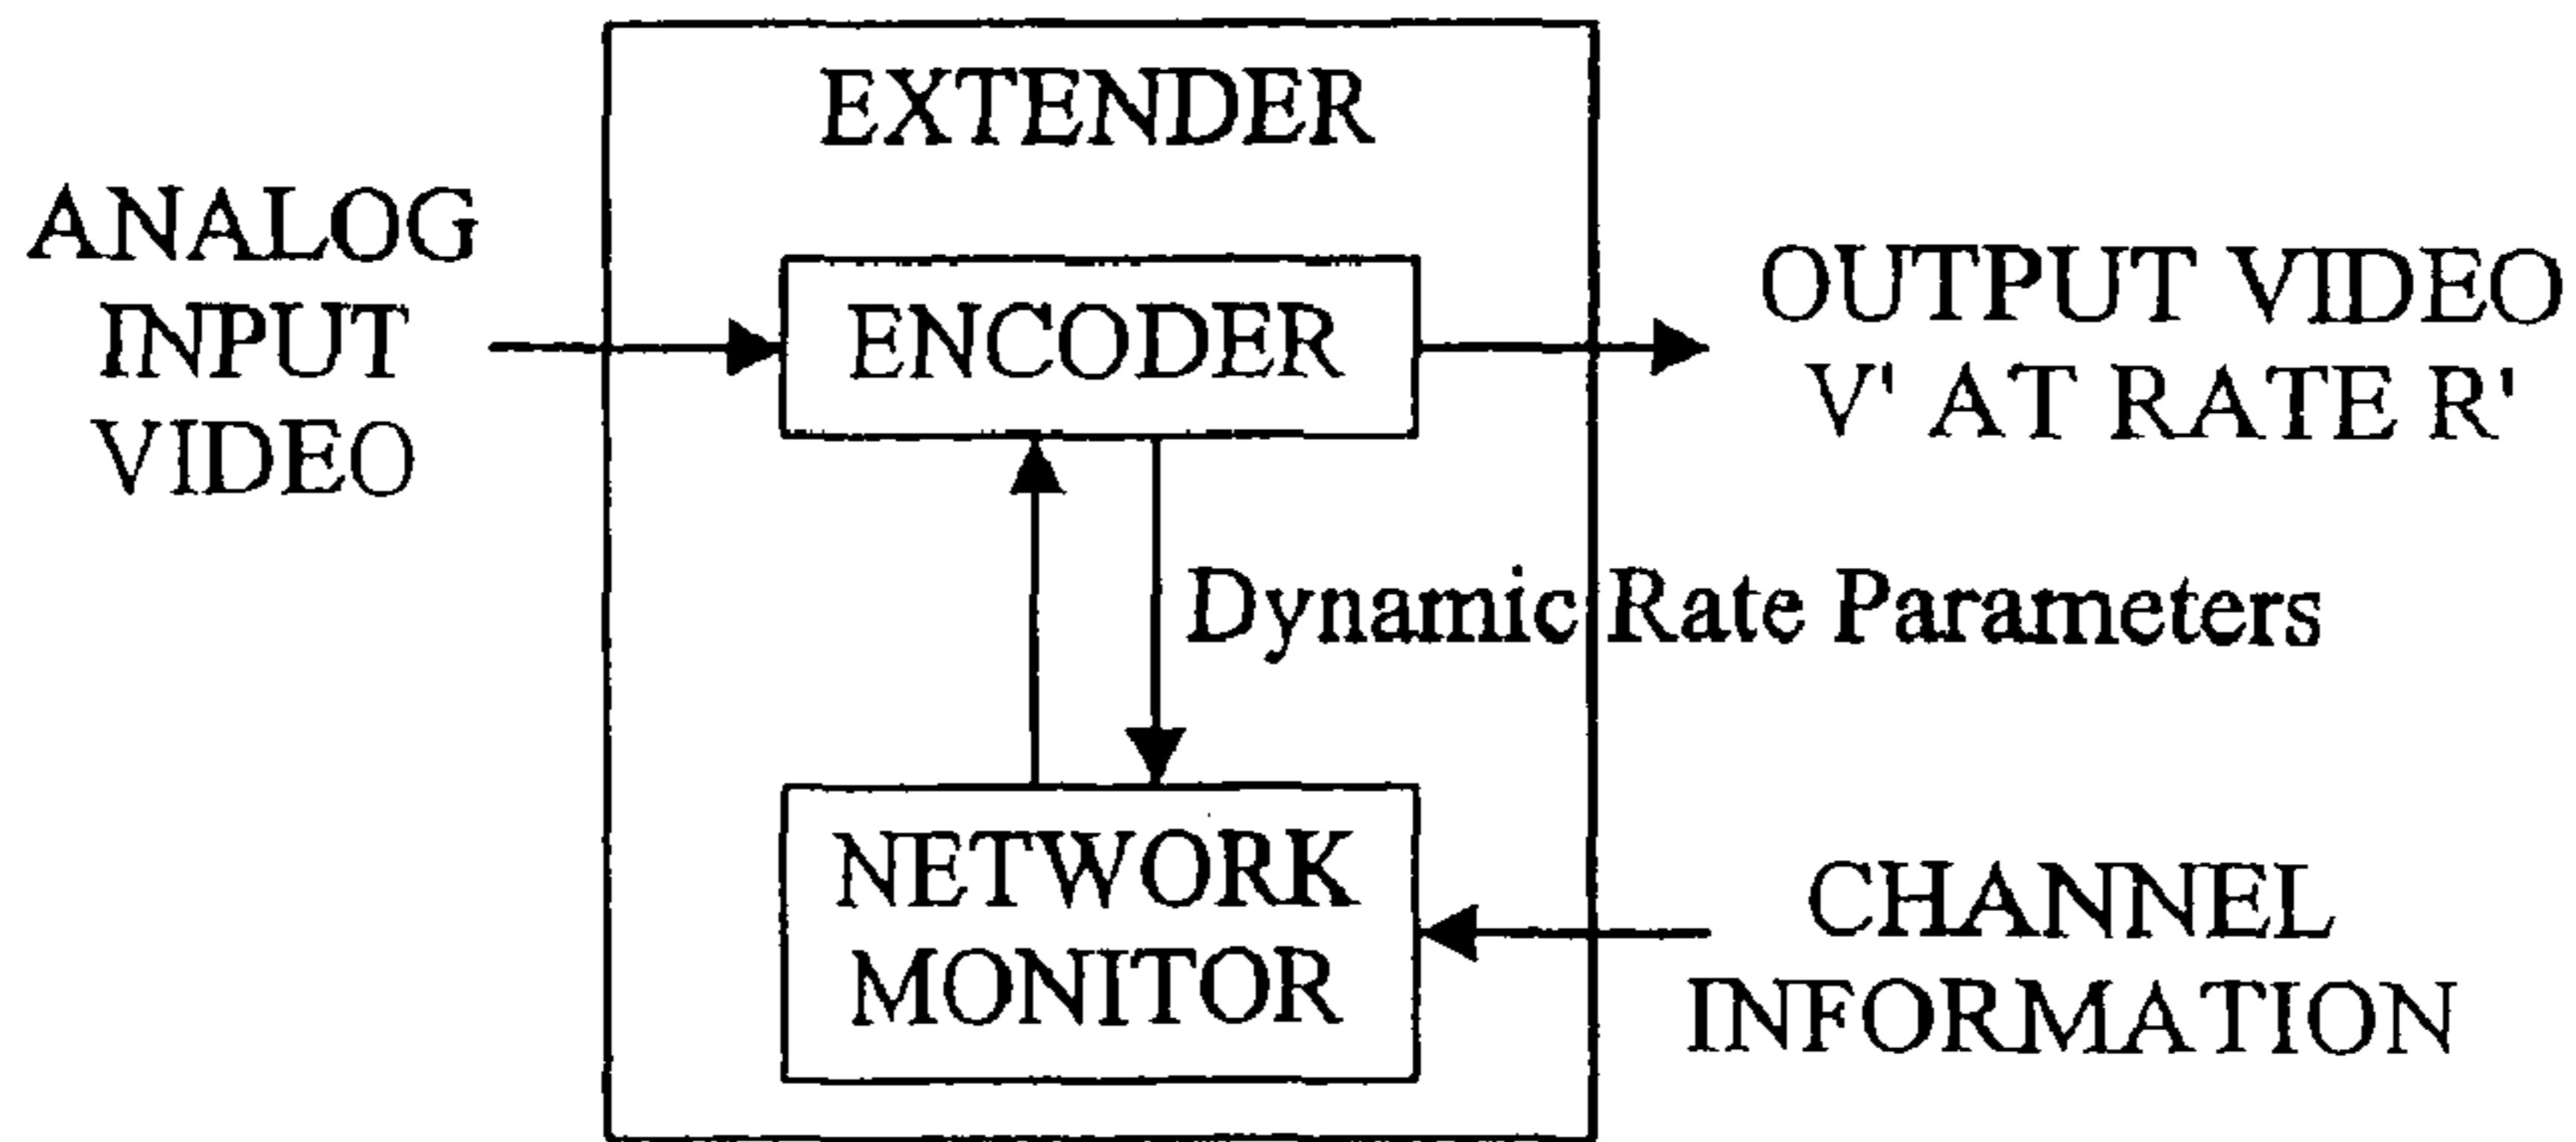 EXTENDER
ANALOG
INPUT
VIDEO
ENCODER
OUTPUT VIDEO
V' AT RATE R'
Dynamic Rate Parameters
NETWORK
MONITOR
CHANNEL
INFORMATION